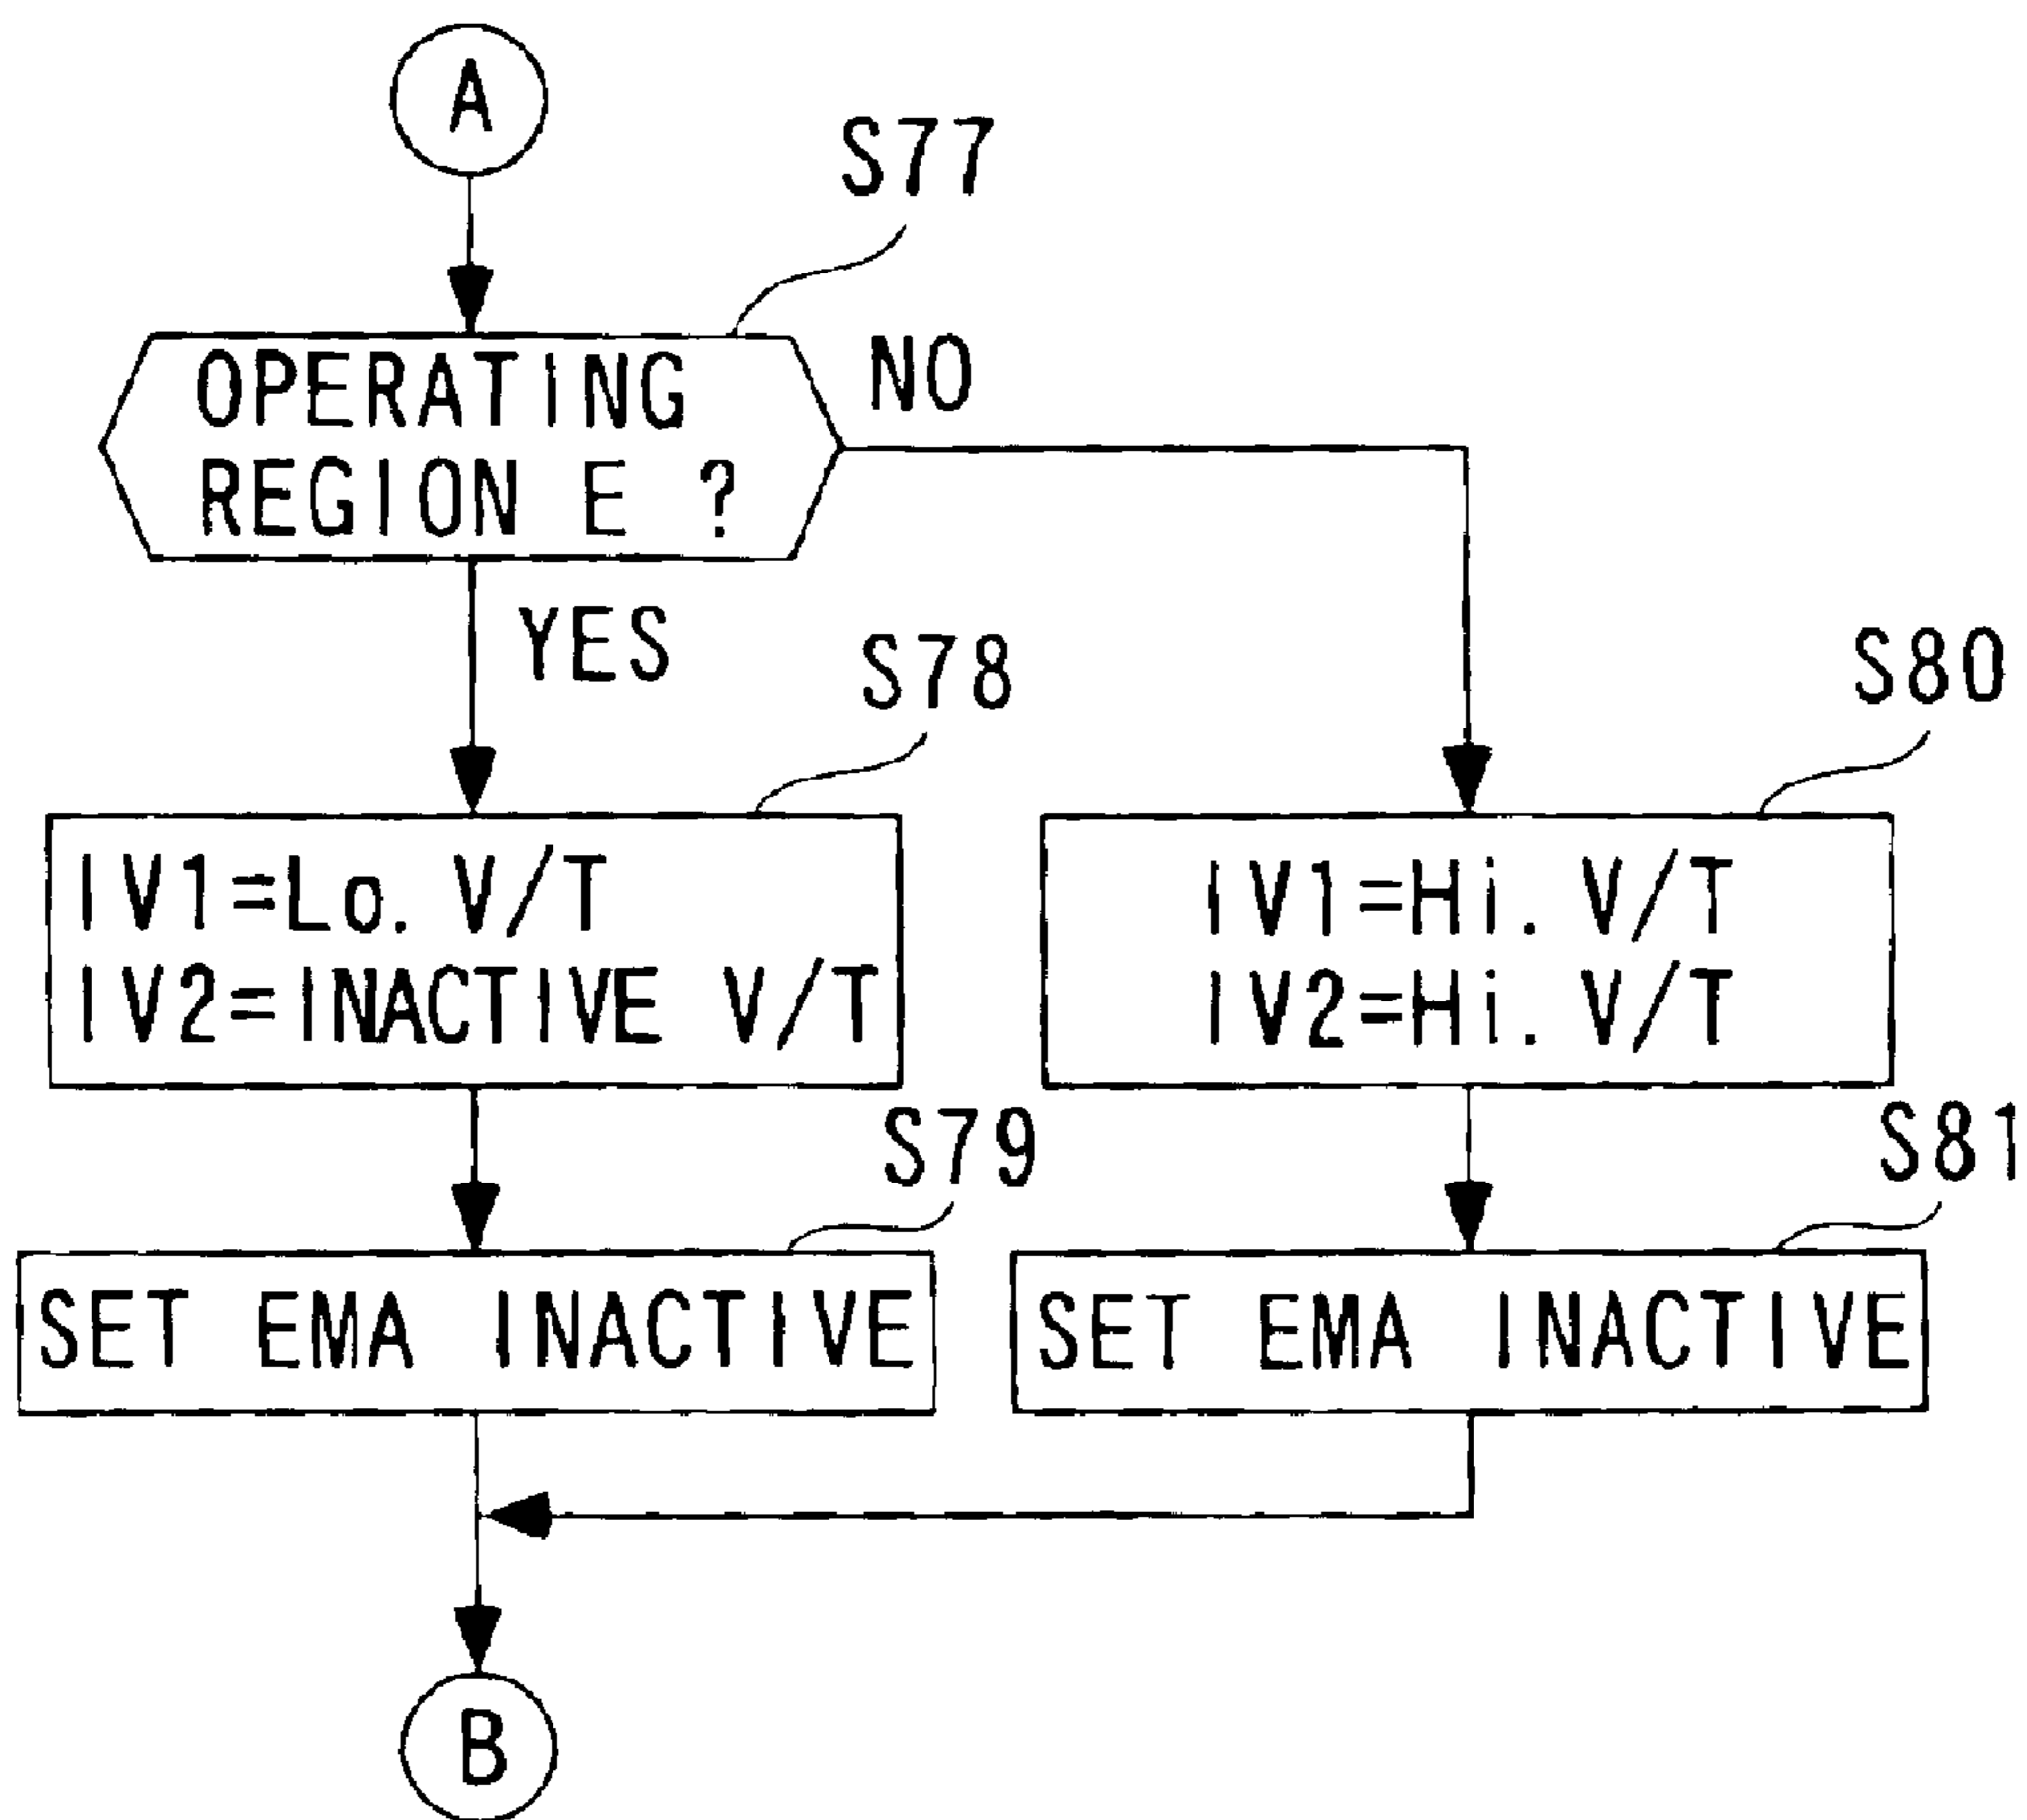 A
S77
OPERATING
REGION E ?
NO
YES
S78
S80
IV1=Lo. V/T
IV2=INACTIVE V/T
IV1=Hi. V/T
IV2=Hi. V/T
S79
S81
SET EMA INACTIVE
SET EMA INACTIVE
B